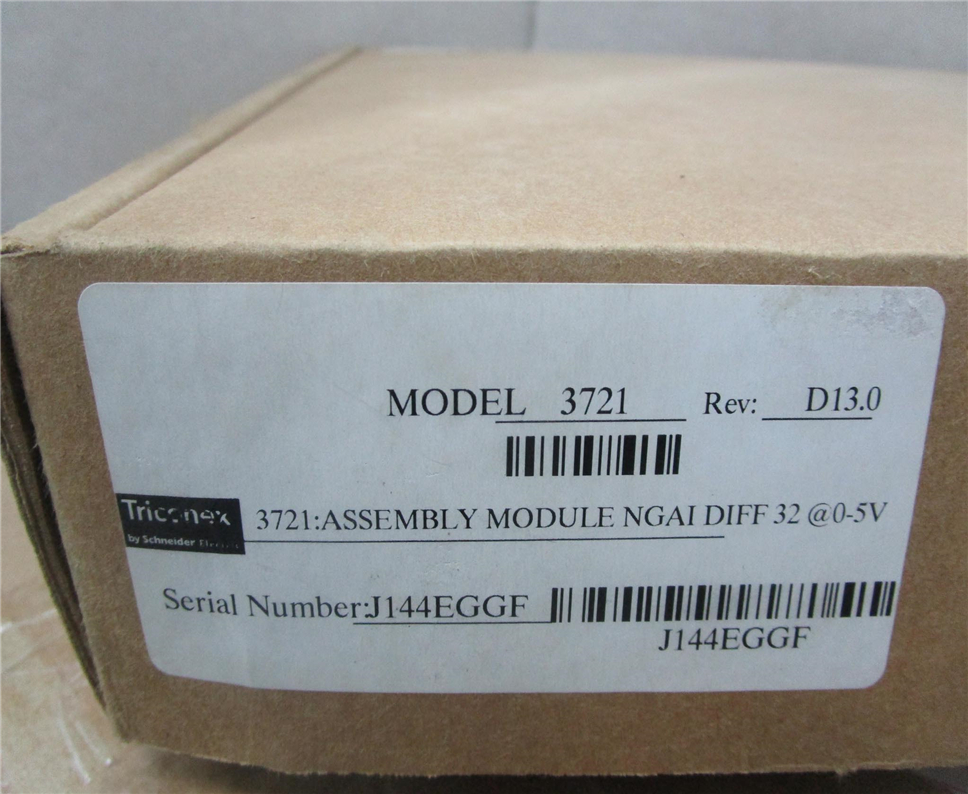 MODEL 3721 Rev: D13.0
Triconex
by Schneider Electric
3721:ASSEMBLY MODULE NGAI DIFF 32 @0-5V
Serial Number:J144EGGF
J144EGGF